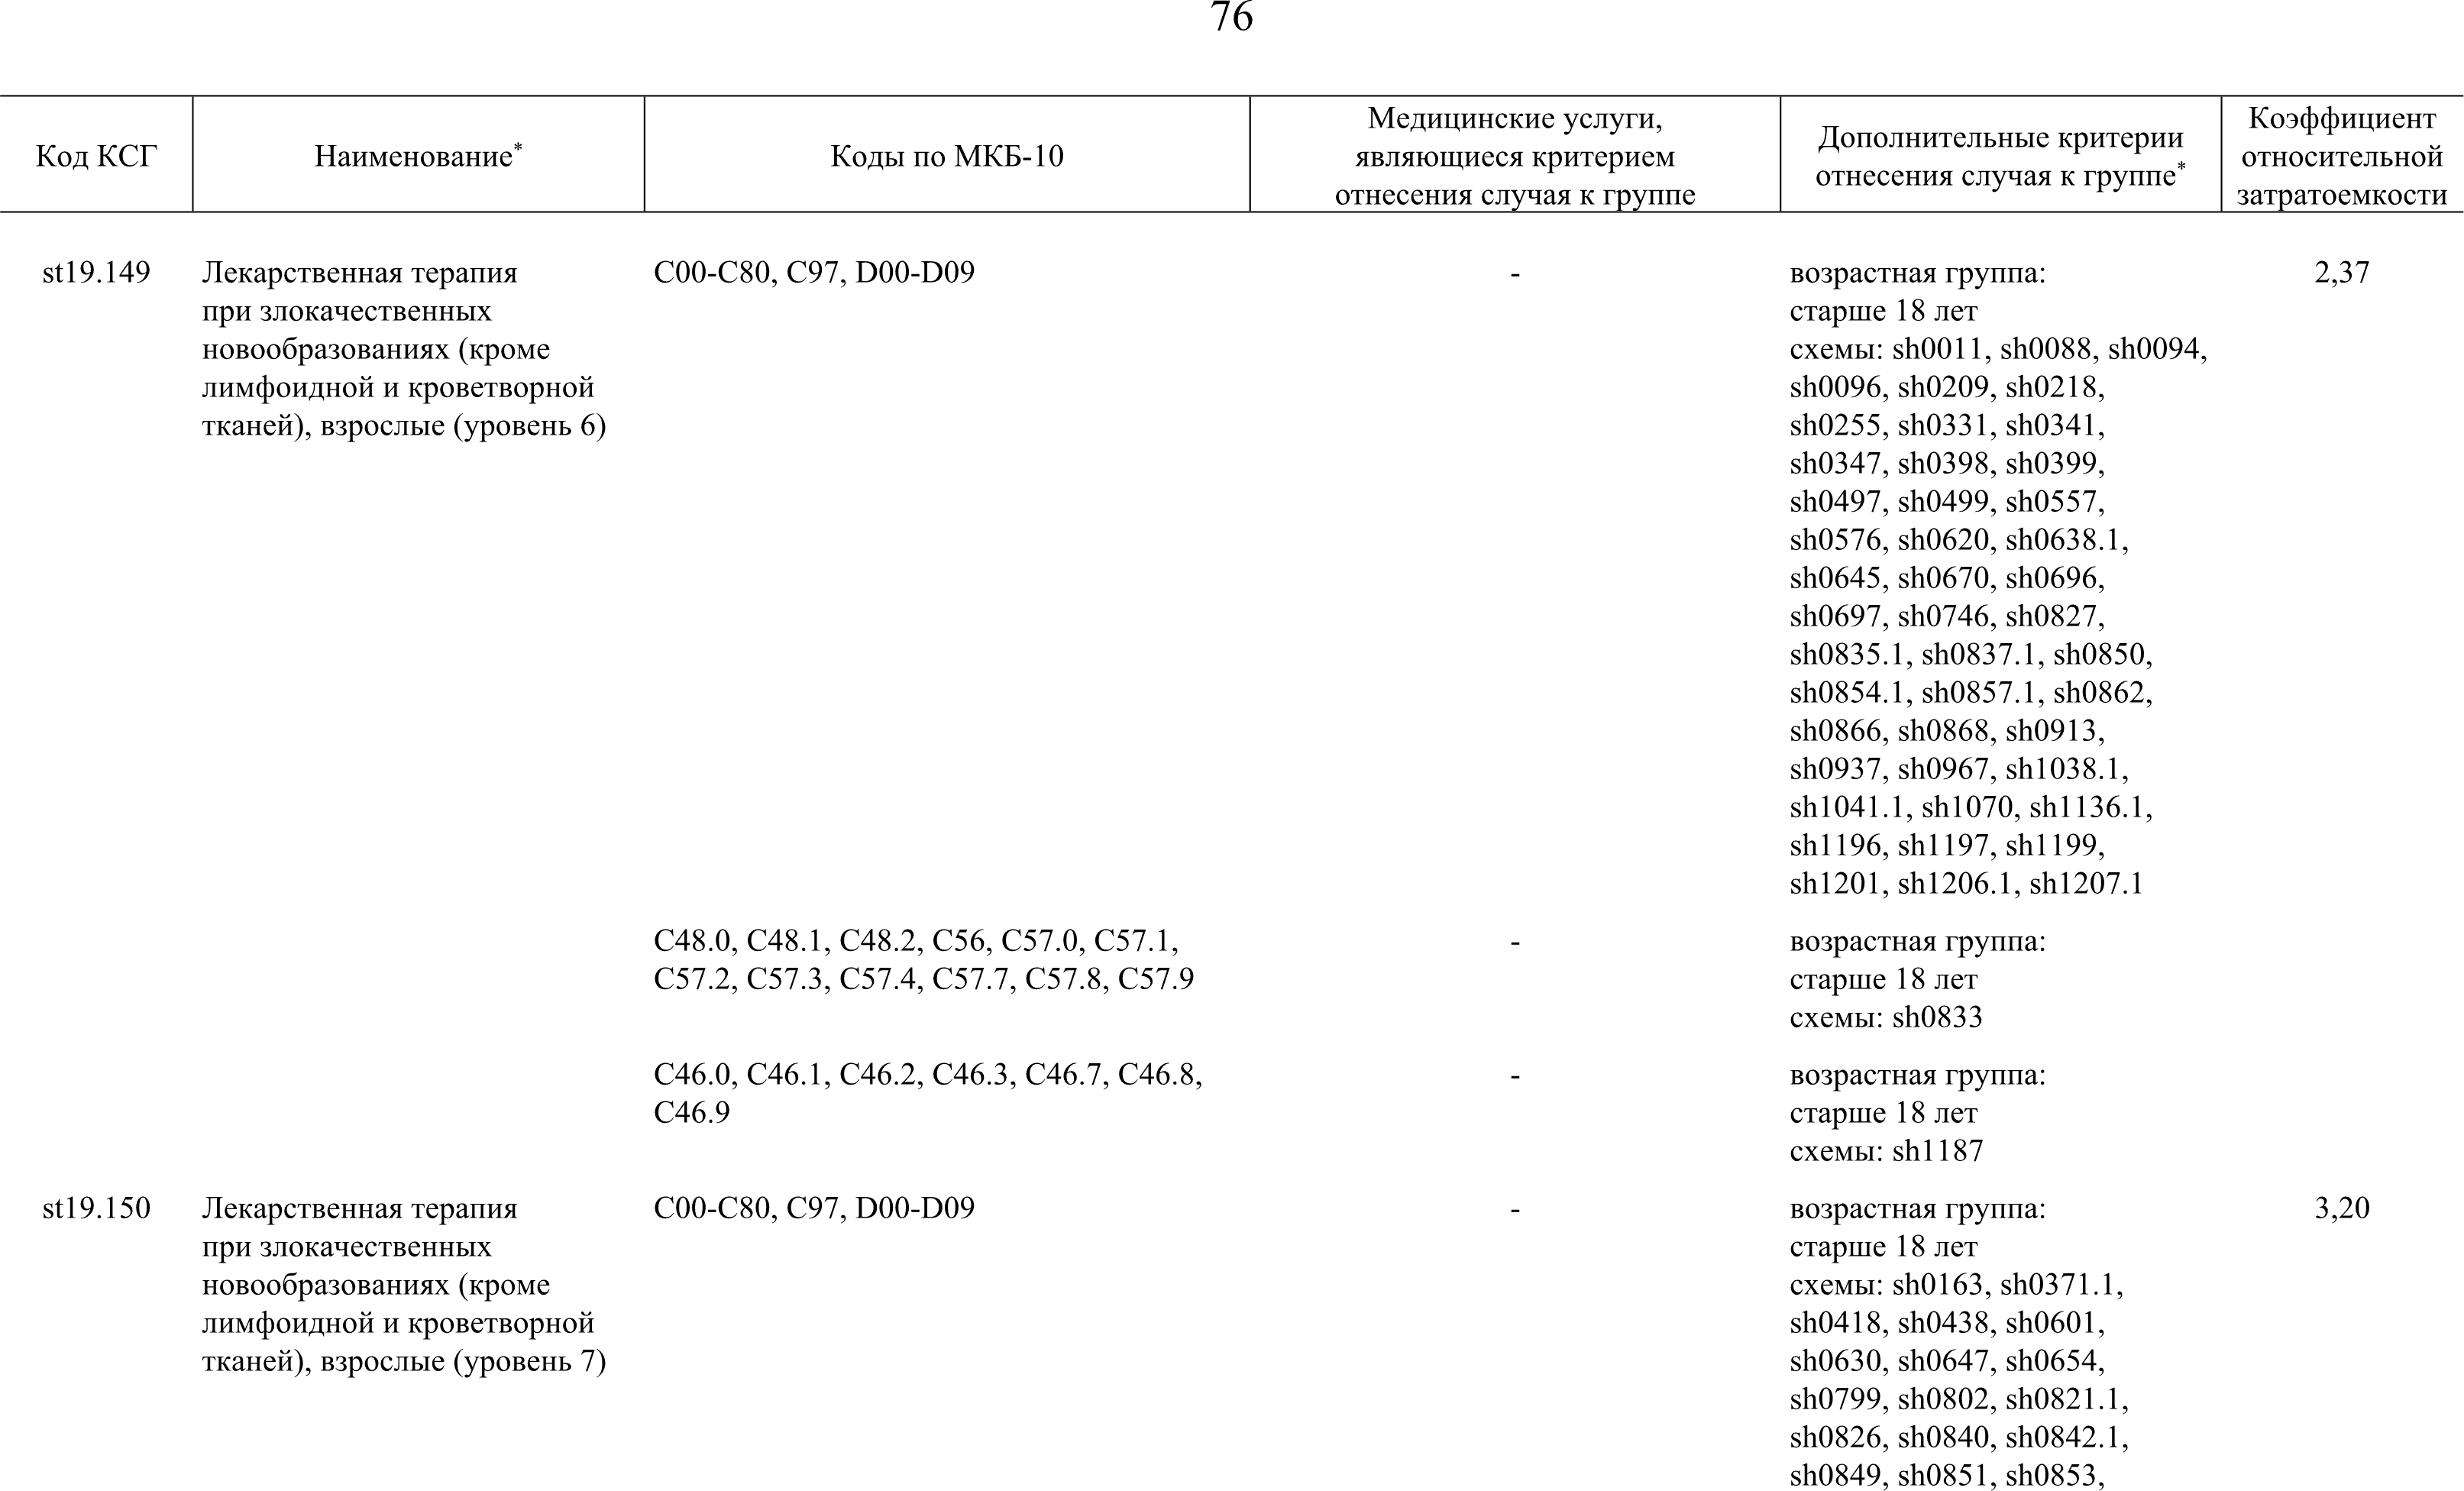 76
Код КСГ
Наименование*
Коды по МКБ-10
Медицинские услуги,
являющиеся критерием
отнесения случая к группе
Дополнительные критерии
отнесения случая к группе*
Коэффициент
относительной
затратоемкости
st19.149
Лекарственная терапия
при злокачественных
новообразованиях (кроме
лимфоидной и кроветворной
тканей), взрослые (уровень 6)
C00-C80, C97, D00-D09
-
возрастная группа:
старше 18 лет
схемы: sh0011, sh0088, sh0094,
sh0096, sh0209, sh0218,
sh0255, sh0331, sh0341,
sh0347, sh0398, sh0399,
sh0497, sh0499, sh0557,
sh0576, sh0620, sh0638.1,
sh0645, sh0670, sh0696,
sh0697, sh0746, sh0827,
sh0835.1, sh0837.1, sh0850,
sh0854.1, sh0857.1, sh0862,
sh0866, sh0868, sh0913,
sh0937, sh0967, sh1038.1,
sh1041.1, sh1070, sh1136.1,
sh1196, sh1197, sh1199,
sh1201, sh1206.1, sh1207.1
2,37
C48.0, C48.1, C48.2, C56, C57.0, C57.1,
C57.2, C57.3, C57.4, C57.7, C57.8, C57.9
-
возрастная группа:
старше 18 лет
схемы: sh0833
C46.0, C46.1, C46.2, C46.3, C46.7, C46.8,
C46.9
-
возрастная группа:
старше 18 лет
схемы: sh1187
st19.150
Лекарственная терапия
при злокачественных
новообразованиях (кроме
лимфоидной и кроветворной
тканей), взрослые (уровень 7)
C00-C80, C97, D00-D09
-
возрастная группа:
старше 18 лет
схемы: sh0163, sh0371.1,
sh0418, sh0438, sh0601,
sh0630, sh0647, sh0654,
sh0799, sh0802, sh0821.1,
sh0826, sh0840, sh0842.1,
sh0849, sh0851, sh0853,
3,20